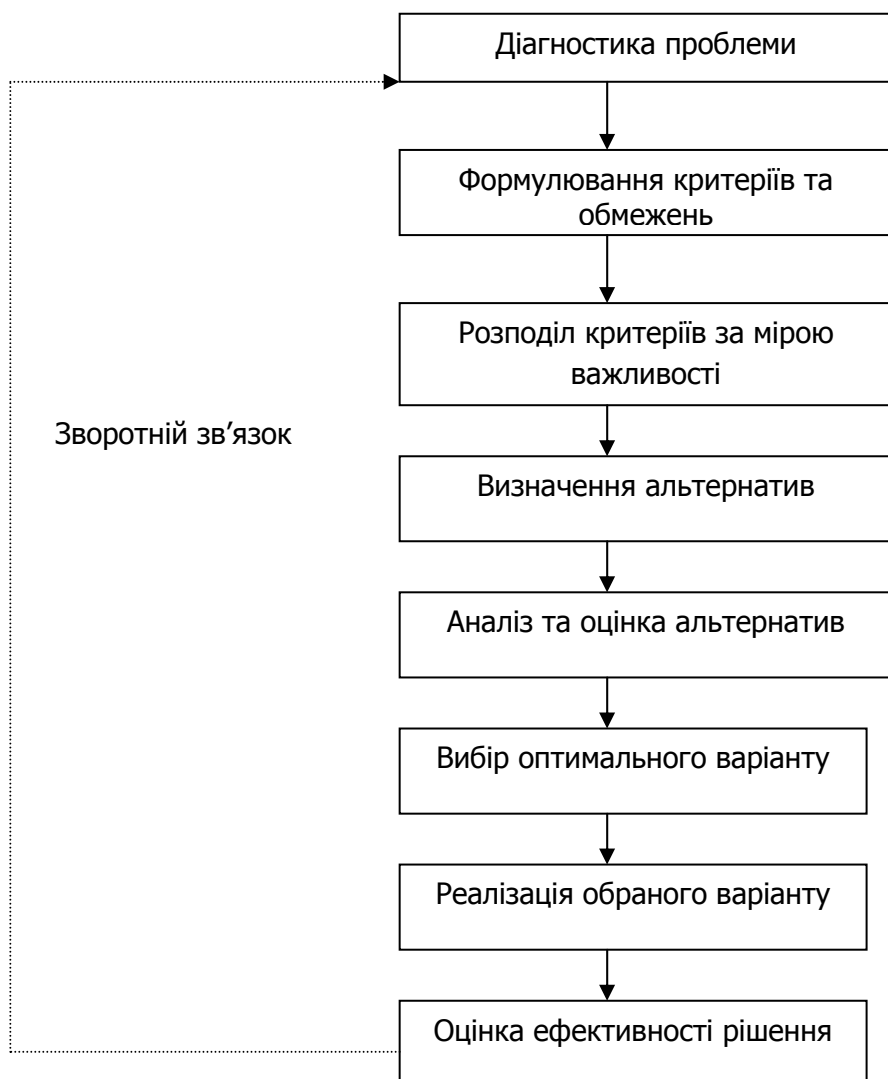 Діагностика проблеми
Формулювання критеріїв та
обмежень
Розподіл критеріїв за мірою
важливості
Зворотній зв′язок
Визначення альтернатив
Аналіз та оцінка альтернатив
Вибір оптимального варіанту
Реалізація обраного варіанту
Оцінка ефективності рішення